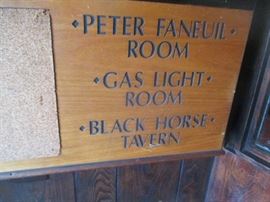 ◆PETER FANEUIL◆
ROOM
◆GAS LIGHT◆
ROOM
◆BLACK HORSE◆
TAVERN